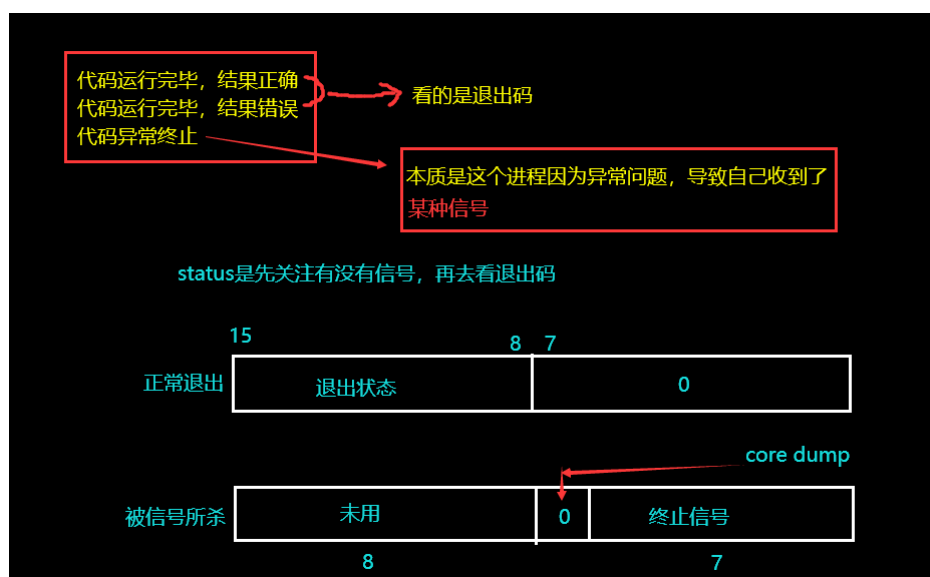 代码运行完毕，结果正确
代码运行完毕，结果错误
代码异常终止
看的是退出码
本质是这个进程因为异常问题，导致自己收到了
某种信号
status是先关注有没有信号，再去看退出码
15
8 7
正常退出
退出状态
0
core dump
被信号所杀
未用
0
终止信号
8
7